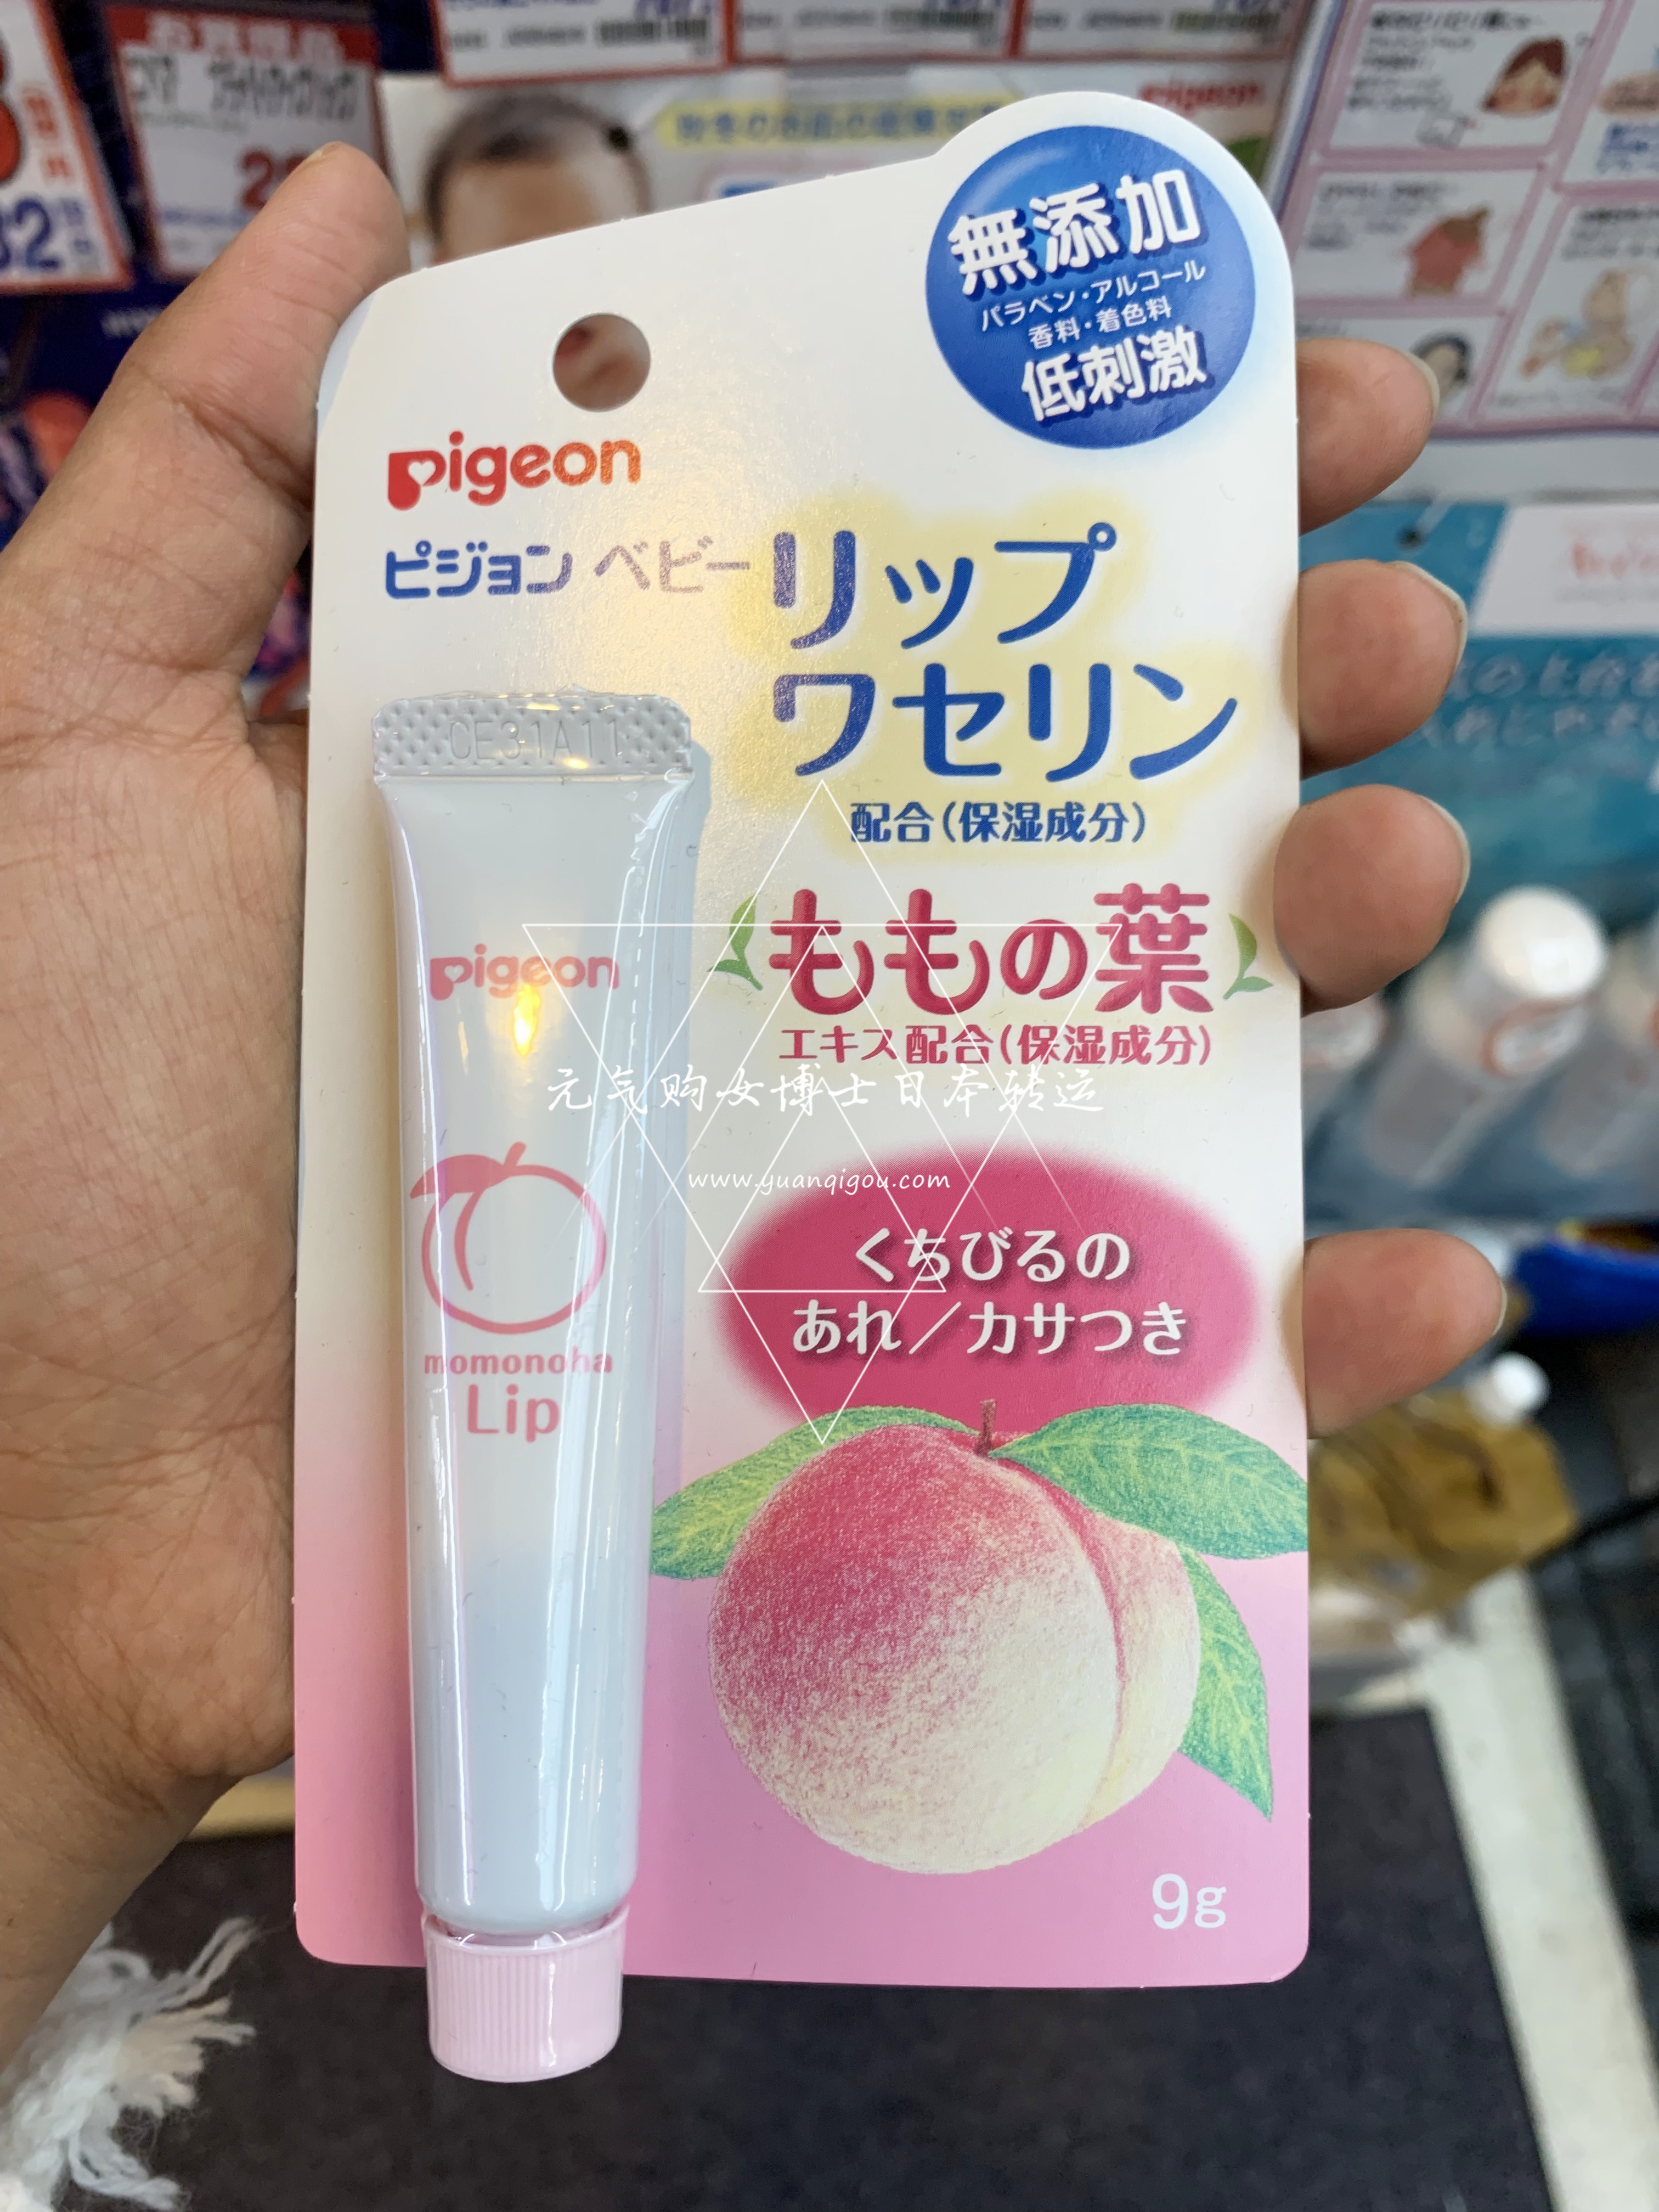 無添加
パラベン・アルコール
香料・着色料
低刺激
pigeon
ピジョン ベビー リップ
ワセリン
配合(保湿成分)
ももの葉
エキス配合(保湿成分)
くちびるの
あれ/カサつき
9g
CE31A11
pigeon
momonoha
Lip
元气购女博士日本转运
www.yuanqigou.com
pigeon